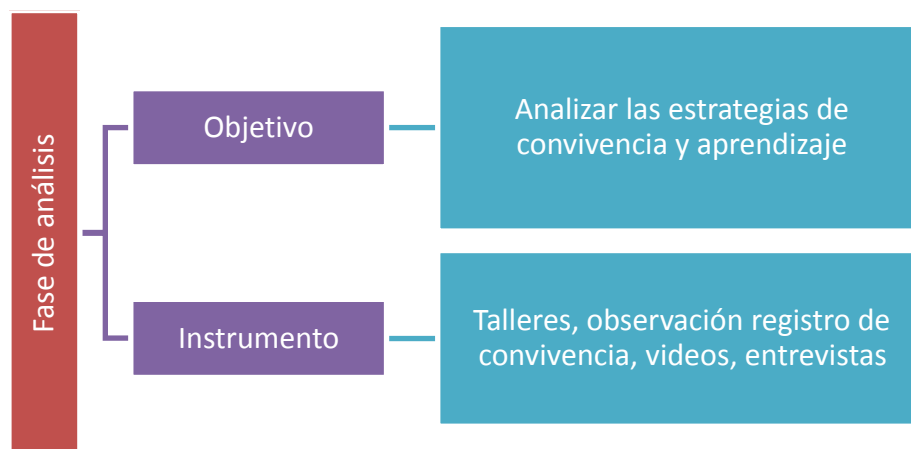 Fase de análisis
Objetivo
Analizar las estrategias de
convivencia y aprendizaje
Instrumento
Talleres, observación registro de
convivencia, videos, entrevistas